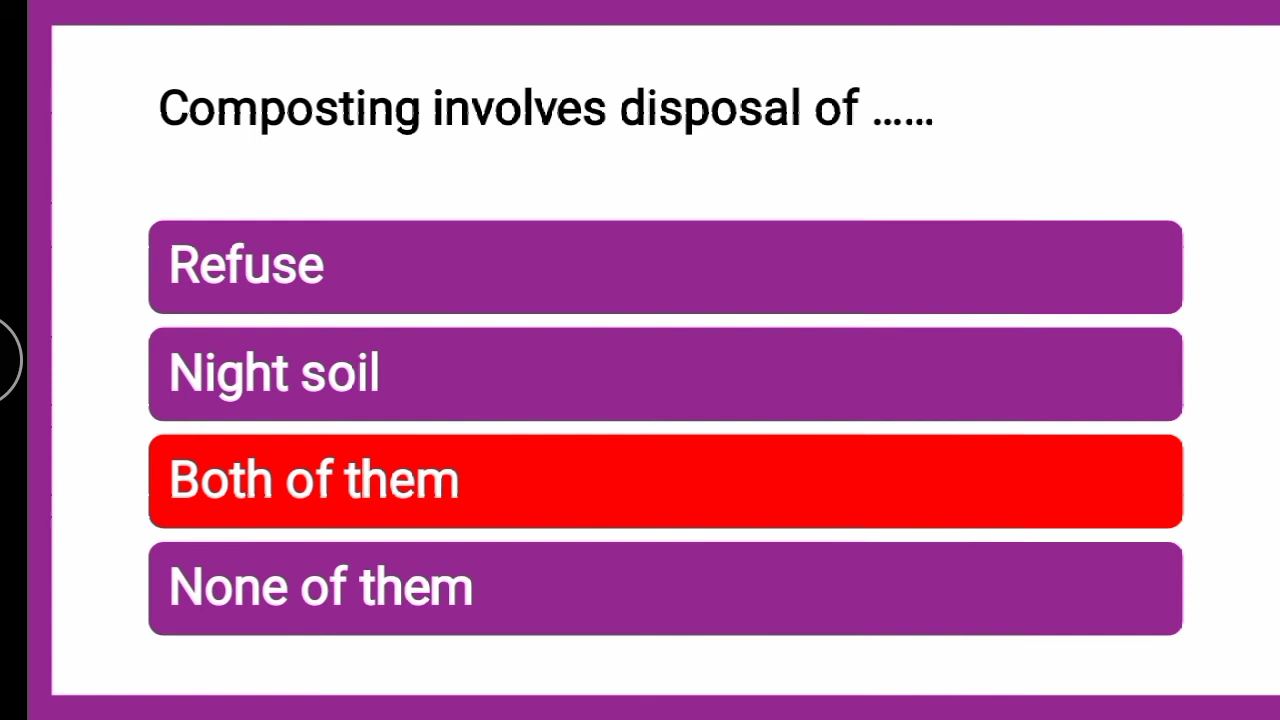 Composting involves disposal of ......
Refuse
Night soil
Both of them
None of them